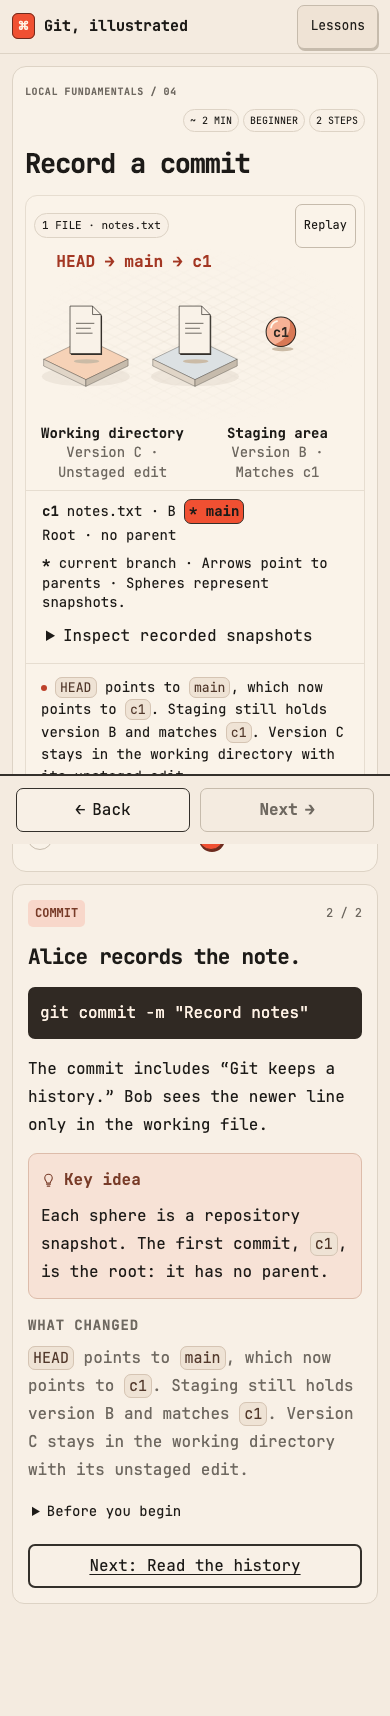 ⌘ Git, illustrated
Lessons
LOCAL FUNDAMENTALS / 04
~ 2 MIN BEGINNER 2 STEPS
Record a commit
1 FILE · notes.txt
Replay
HEAD → main → c1
c1
Working directory
Version C ·
Unstaged edit
Staging area
Version B ·
Matches c1
c1 notes.txt · B * main
Root · no parent
* current branch · Arrows point to
parents · Spheres represent
snapshots.
▶ Inspect recorded snapshots
HEAD points to main, which now
points to c1. Staging still holds
version B and matches c1. Version C
stays in the working directory with
← Back
Next →
COMMIT
2 / 2
Alice records the note.
git commit -m "Record notes"
The commit includes “Git keeps a
history.” Bob sees the newer line
only in the working file.
Key idea
Each sphere is a repository
snapshot. The first commit, c1,
is the root: it has no parent.
WHAT CHANGED
HEAD points to main, which now
points to c1. Staging still holds
version B and matches c1. Version
C stays in the working directory
with its unstaged edit.
▶ Before you begin
Next: Read the history